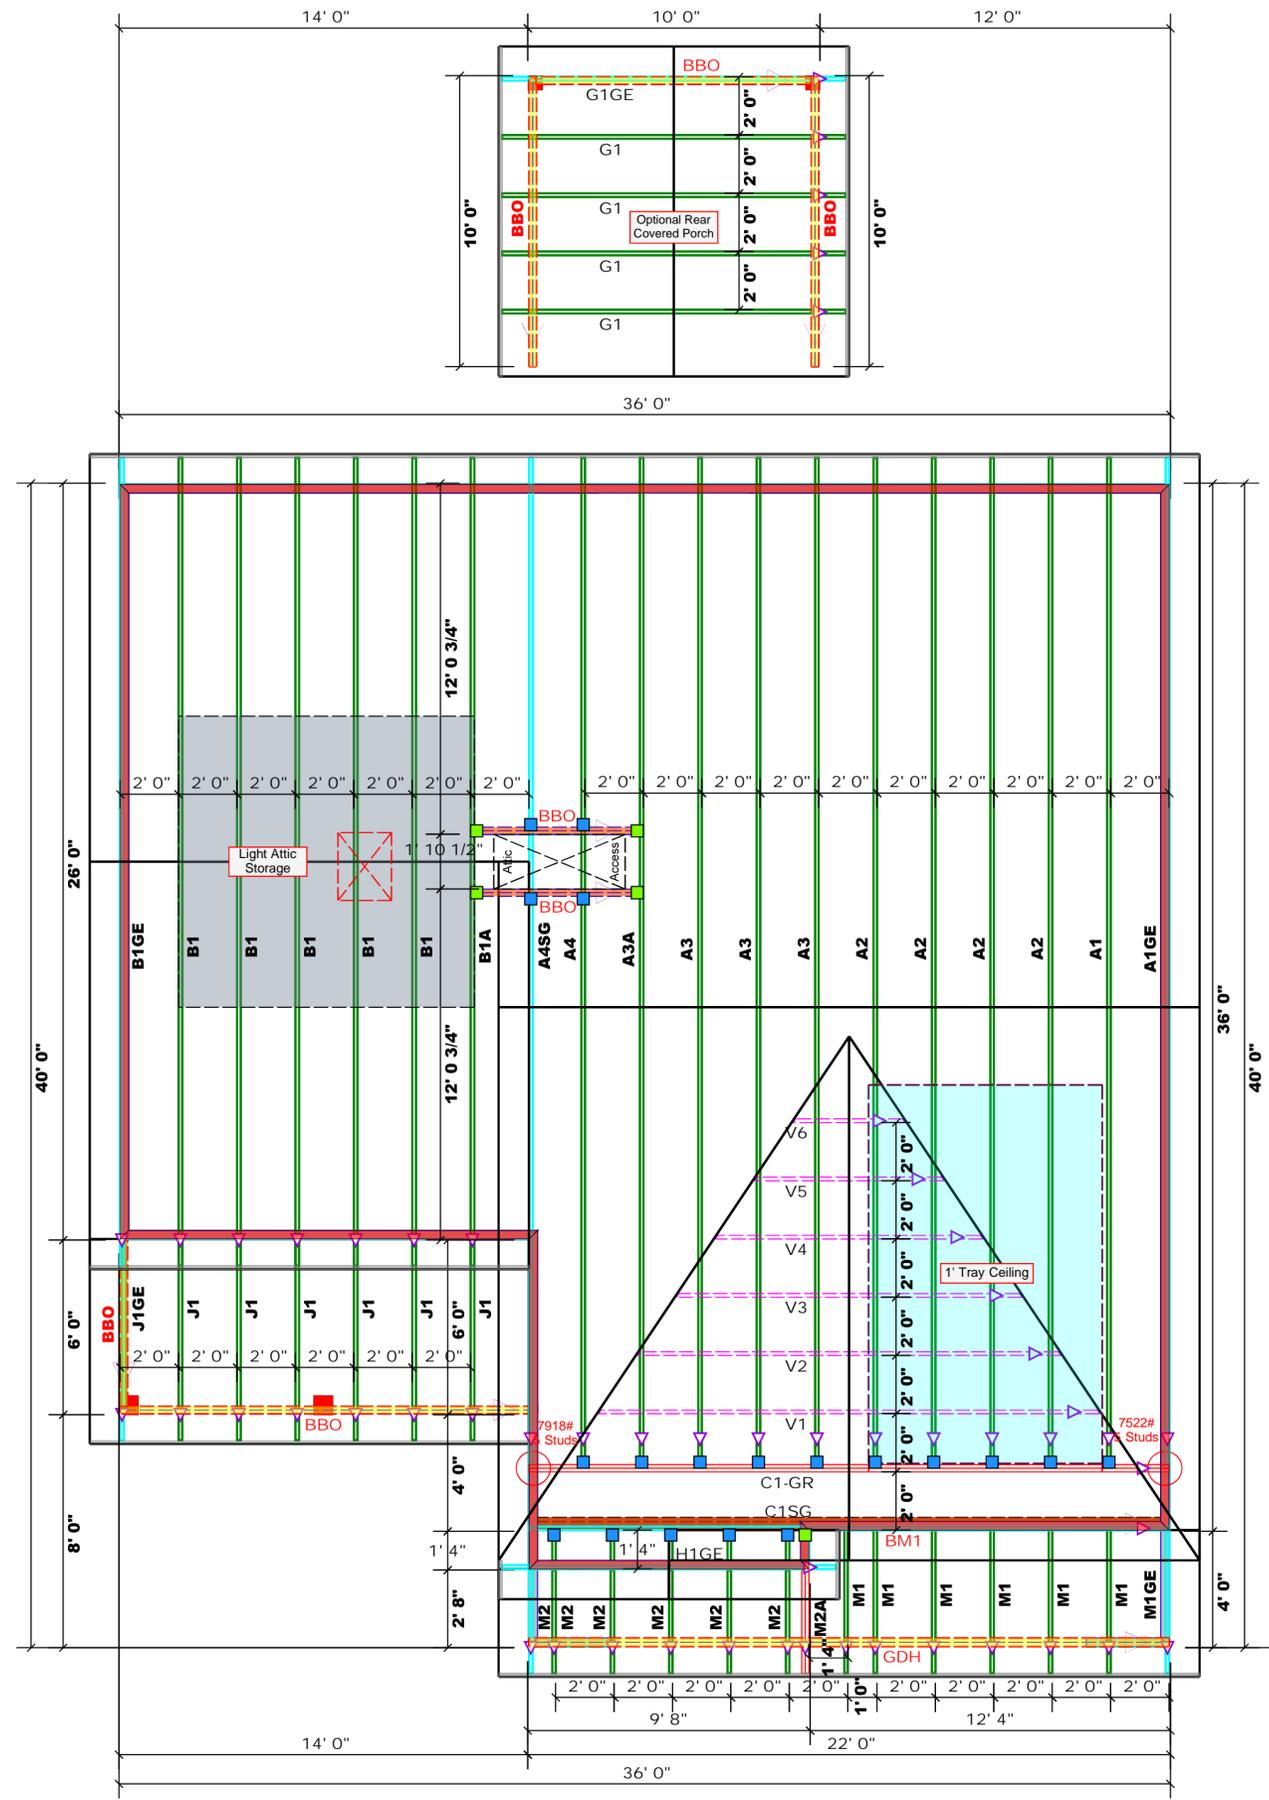 14' 0"
10' 0"
12' 0"
BBO
G1GE
2' 0"
G1
2' 0"
10' 0"
BBO
G1
Optional Rear
Covered Porch
BBO
10' 0"
2' 0"
G1
2' 0"
G1
36' 0"
12' 0 3/4"
2' 0" 2' 0" 2' 0" 2' 0" 2' 0" 2' 0" 2' 0"
2' 0" 2' 0" 2' 0" 2' 0" 2' 0" 2' 0" 2' 0" 2' 0" 2' 0" 2' 0"
BBO
26' 0"
Light Attic
Storage
1' 10 1/2"
Attic
Access
BBO
B1GE B1 B1 B1 B1 B1 B1A A4SG A4 A3A A3 A3 A3 A2 A2 A2 A2 A1 A1GE
40' 0"
12' 0 3/4"
36' 0"
40' 0"
V6
2' 0"
V5
2' 0"
V4
1' Tray Ceiling
2' 0"
V3
2' 0"
V2
2' 0"
V1
2' 0"
6' 0"
BBO
J1GE J1 J1 J1 J1 J1 J1
6' 0"
2' 0" 2' 0" 2' 0" 2' 0" 2' 0" 2' 0"
BBO
7918#
Studs
7522#
Studs
C1-GR
4' 0"
2' 0"
C1SG
BM1
8' 0"
1' 4"
1' 4"
H1GE
2' 8"
M2 M2 M2 M2 M2 M2 M2A M1 M1 M1 M1 M1 M1 M1GE
4' 0"
GDH
1' 4"
1' 0"
2' 0" 2' 0" 2' 0" 2' 0" 2' 0" 2' 0" 2' 0" 2' 0" 2' 0" 2' 0"
9' 8"
12' 4"
14' 0"
22' 0"
36' 0"